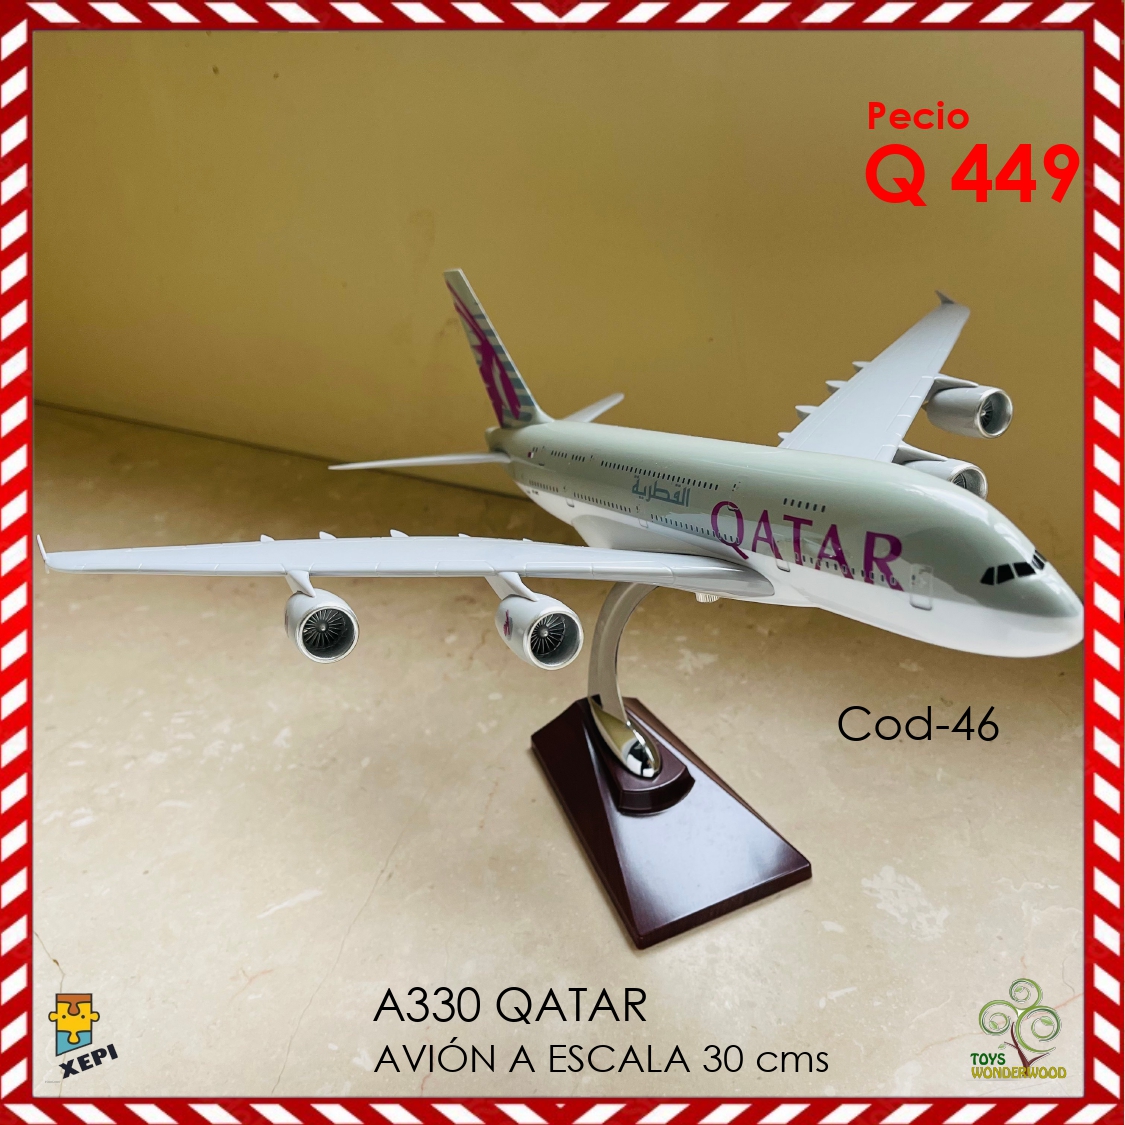 Pecio
Q 449
القطرية
QATAR
Cod-46
A330 QATAR
AVIÓN A ESCALA 30 cms
XEPI
TOYS
WONDERWOOD